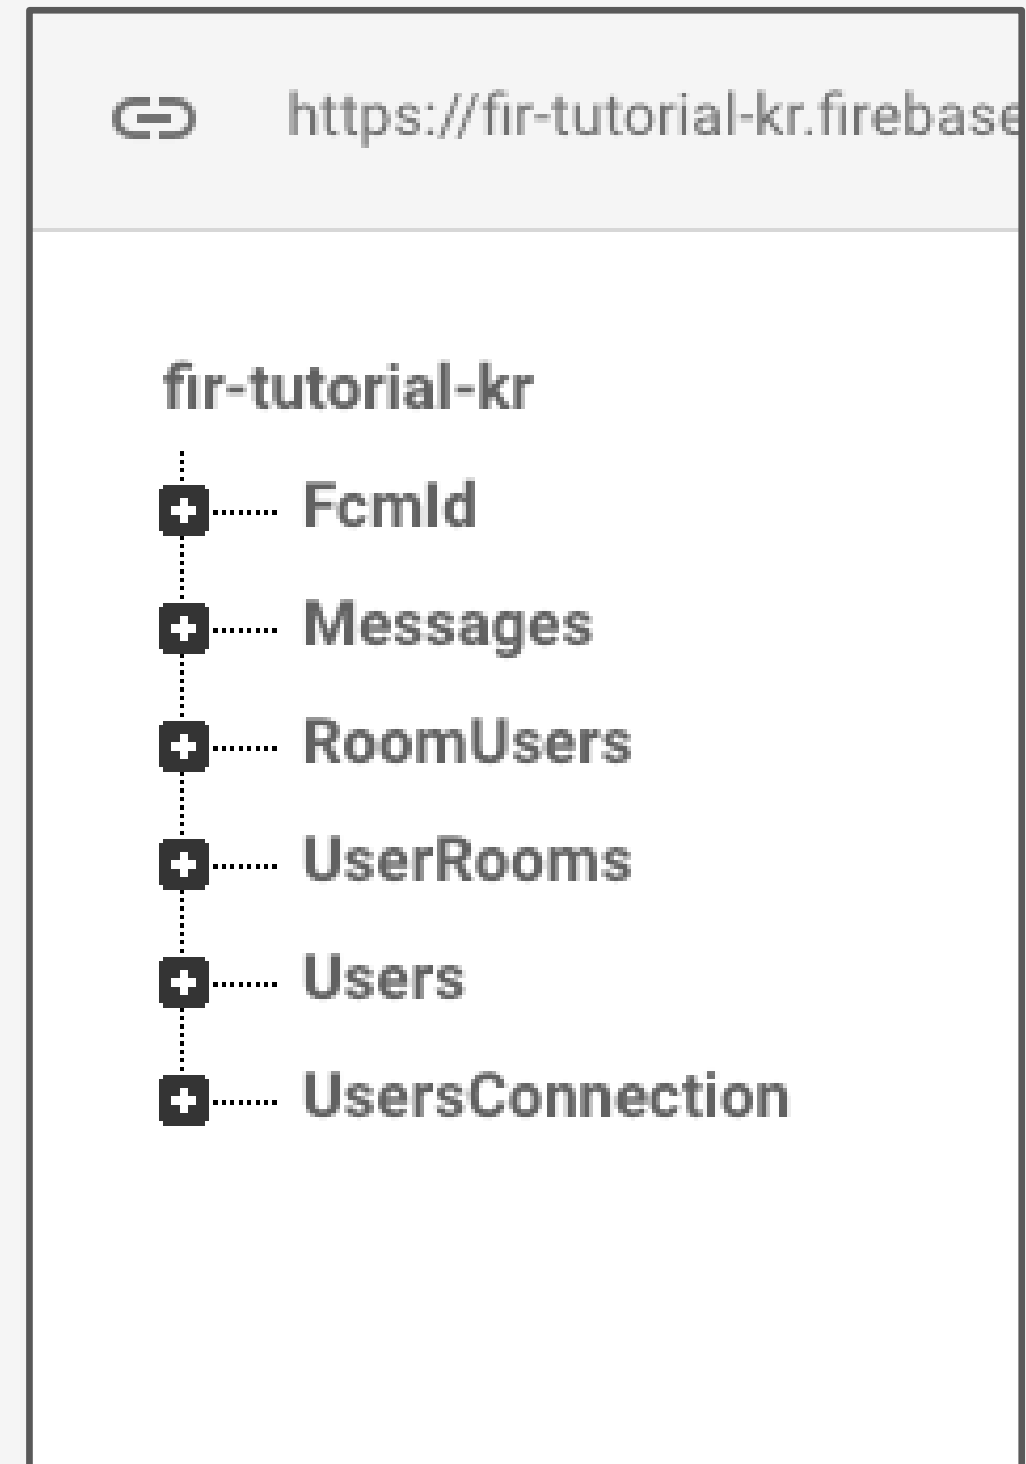 https://fir-tutorial-kr.firebase
fir-tutorial-kr
FcmId
Messages
RoomUsers
UserRooms
Users
UsersConnection